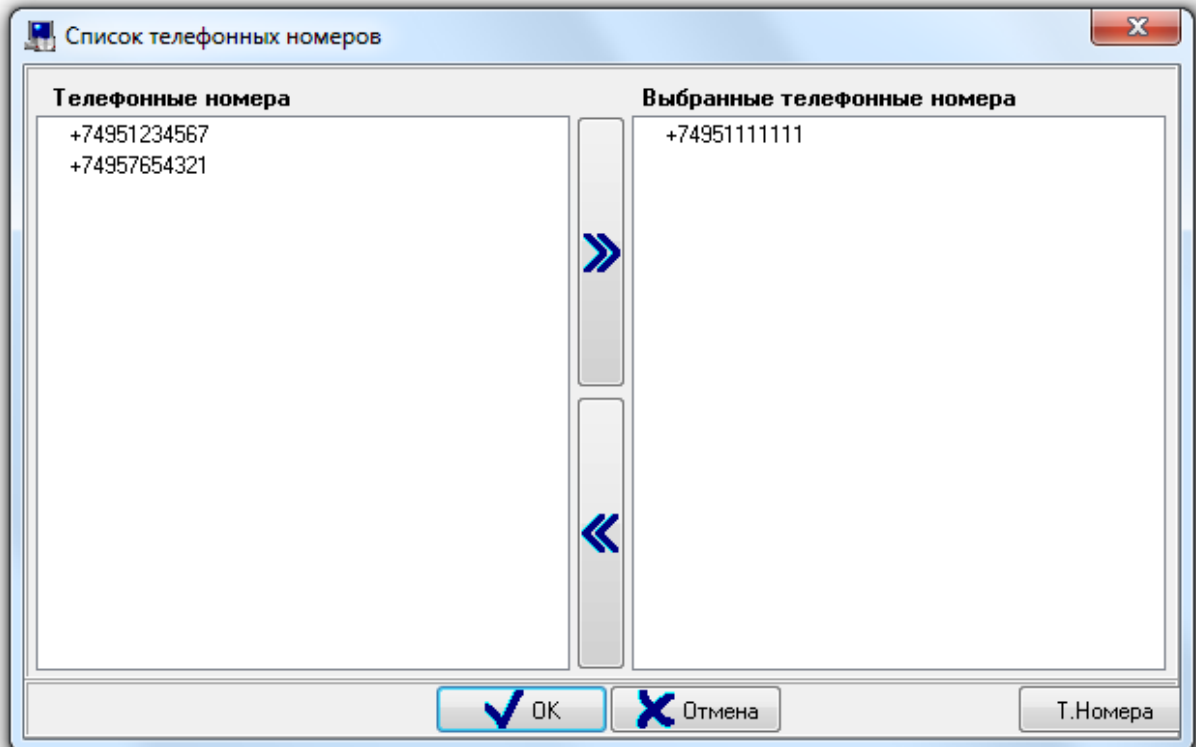 Список телефонных номеров
Телефонные номера
+74951234567
+74957654321
Выбранные телефонные номера
+74951111111
OK
Отмена
Т.Номера